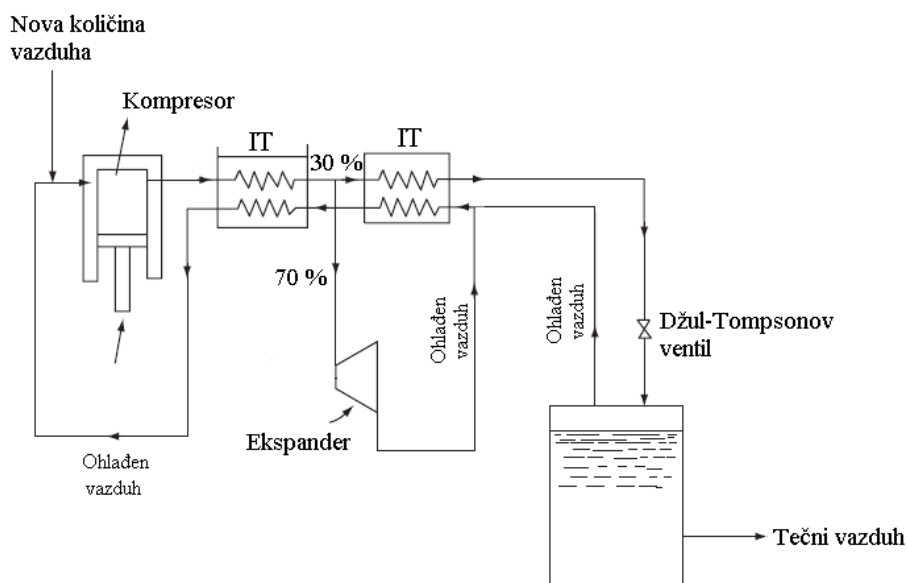 Nova količina
vazduha
Kompresor
IT
30 %
IT
70 %
Ohlađen
vazduh
Ohlađen
vazduh
Džul-Tompsonov
ventil
Ekspander
Ohlađen
vazduh
Tečni vazduh